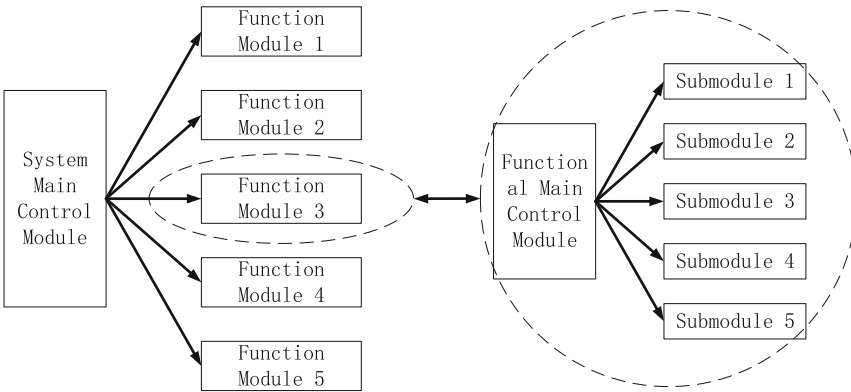 System
Main
Control
Module
Function
Module 1
Function
Module 2
Function
Module 3
Function
Module 4
Function
Module 5
Function
al Main
Control
Module
Submodule 1
Submodule 2
Submodule 3
Submodule 4
Submodule 5